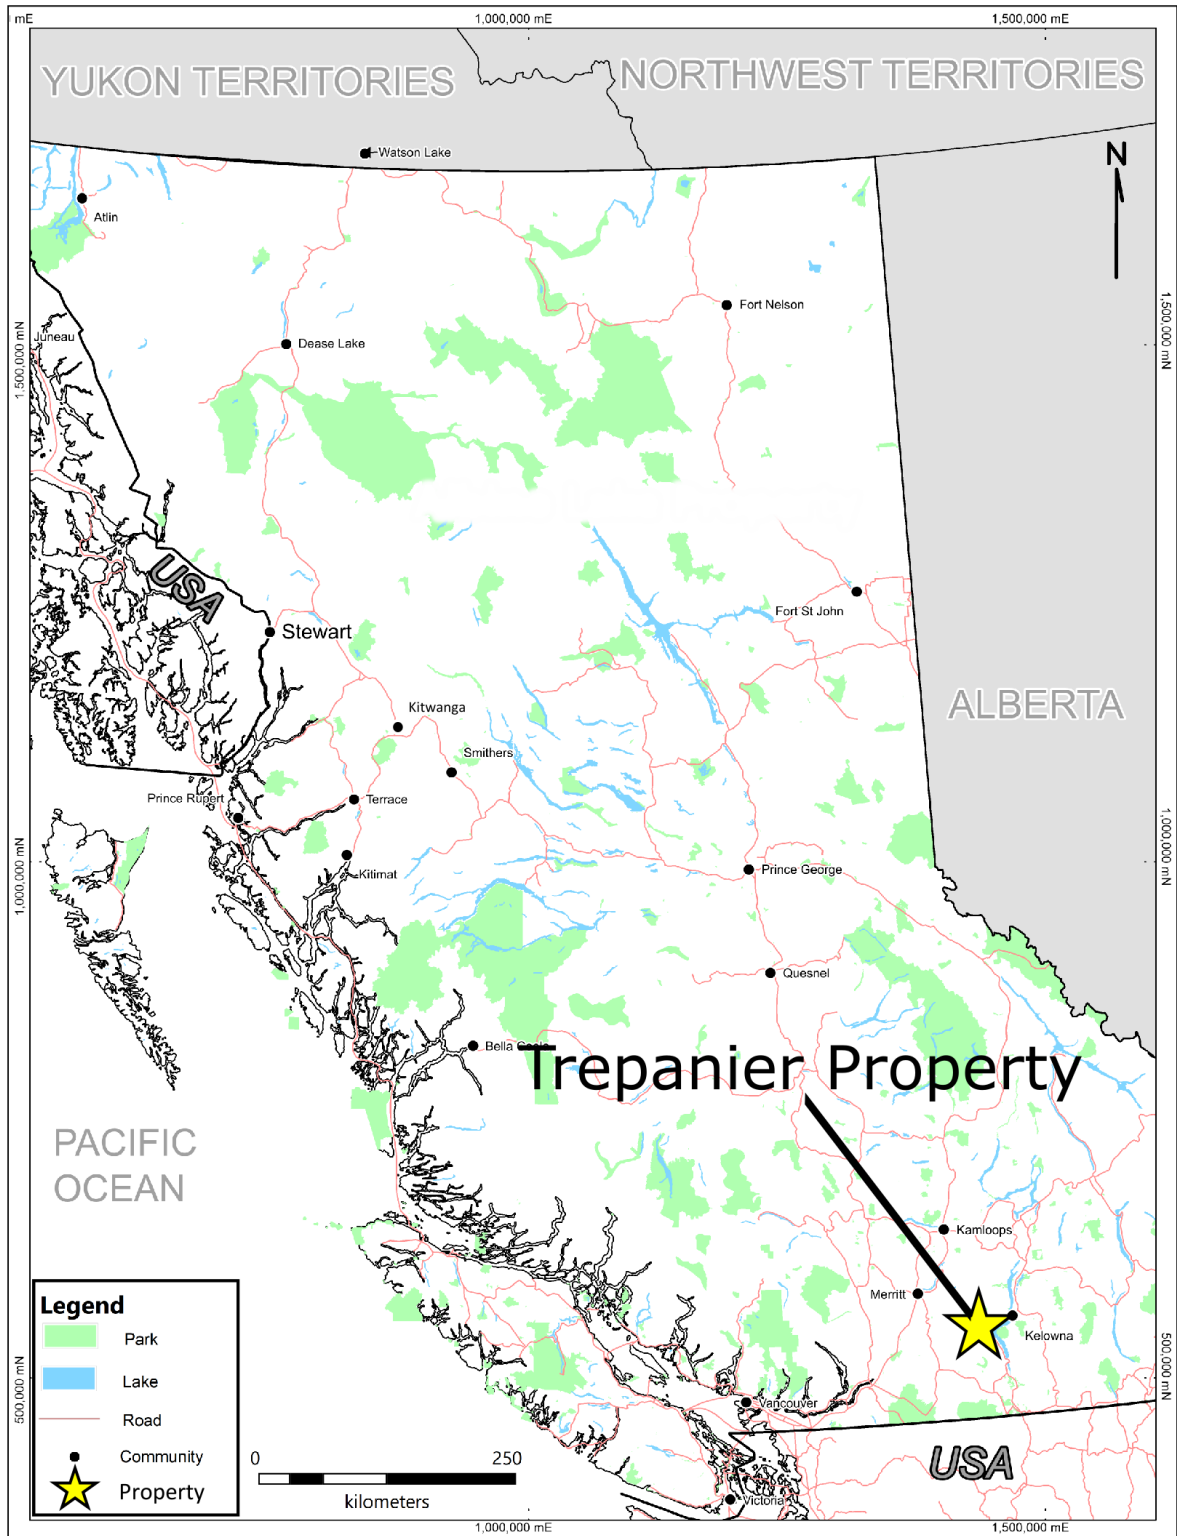 mE
1,000,000 mE
1,500,000 mE
YUKON TERRITORIES
NORTHWEST TERRITORIES
Watson Lake
N
Atlin
Fort Nelson
1,500,000 mN
Juneau
Dease Lake
1,500,000 mN
USA
Fort St John
Stewart
ALBERTA
Kitwanga
Smithers
Prince Rupert
Terrace
1,000,000 mN
Kitimat
Prince George
1,000,000 mN
Quesnel
Bella
Trepanier Property
PACIFIC
OCEAN
Kamloops
Merritt
Kelowna
Legend
Park
Lake
Road
Community
Property
500,000 mN
500,000 mN
Vancouver
0
250
kilometers
USA
Victoria
1,000,000 mE
1,500,000 mE